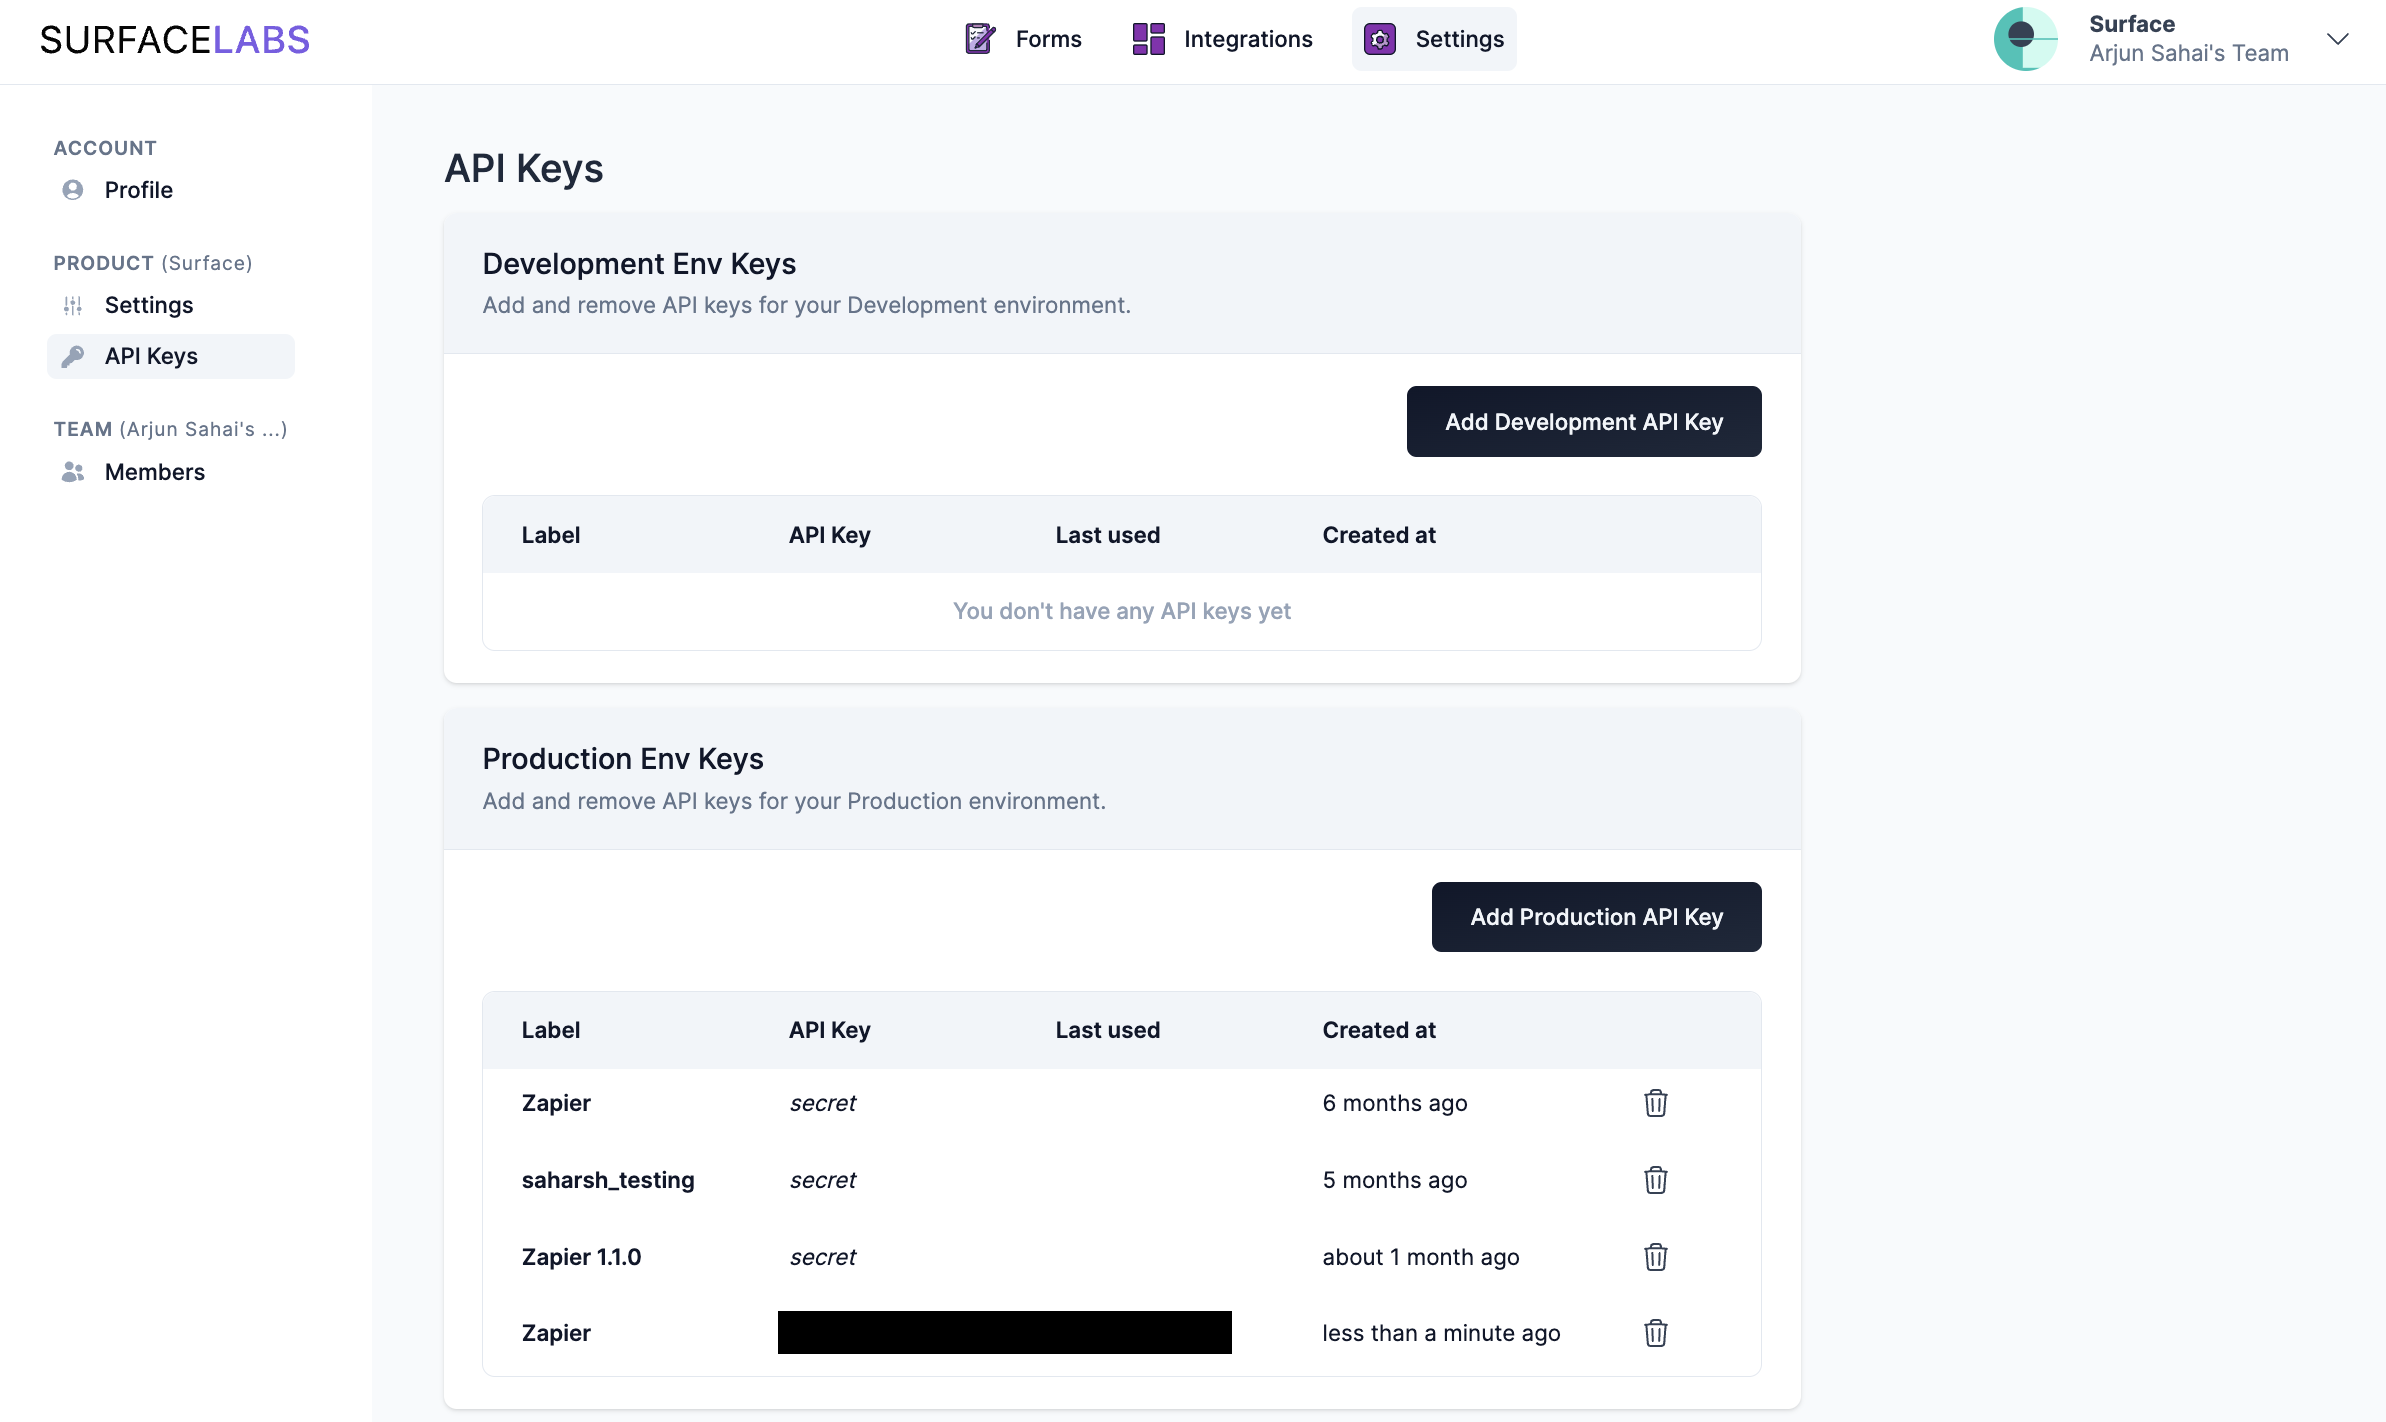 SURFACELABS
Forms
Integrations
Settings
Surface
Arjun Sahai's Team
ACCOUNT
Profile
PRODUCT (Surface)
Settings
API Keys
TEAM (Arjun Sahai's ...)
Members
API Keys
Development Env Keys
Add and remove API keys for your Development environment.
Add Development API Key
Label API Key Last used Created at
You don't have any API keys yet
Production Env Keys
Add and remove API keys for your Production environment.
Add Production API Key
Label API Key Last used Created at
Zapier secret 6 months ago
saharsh_testing secret 5 months ago
Zapier 1.1.0 secret about 1 month ago
Zapier less than a minute ago